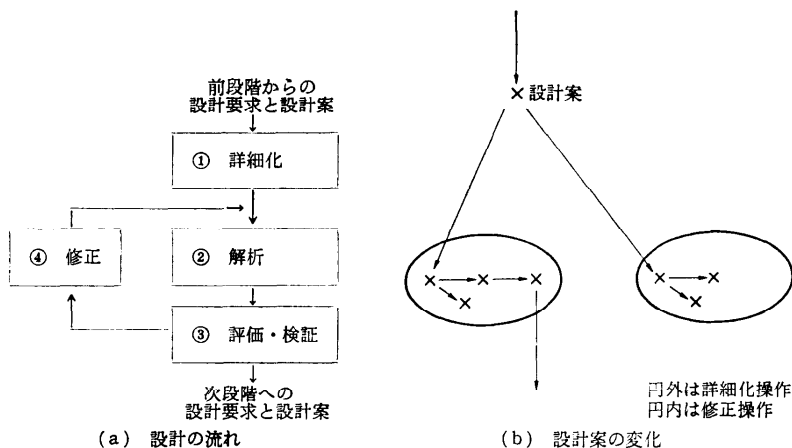 前段階からの
設計要求と設計案
① 詳細化
④ 修正
② 解析
③ 評価・検証
次段階への
設計要求と設計案
(a) 設計の流れ
×設計案
円外は詳細化操作
円内は修正操作
(b) 設計案の変化